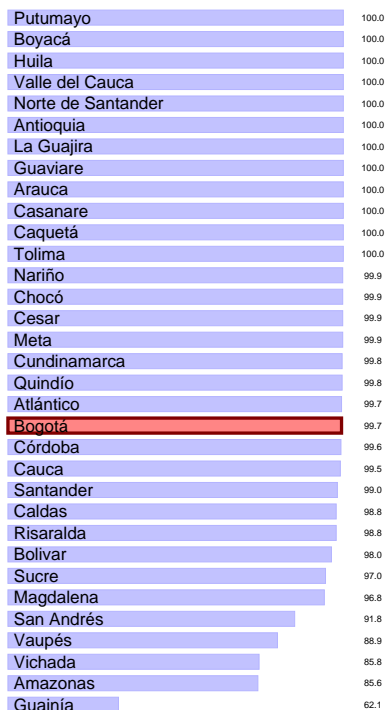 Putumayo 100.0
Boyacá 100.0
Huila 100.0
Valle del Cauca 100.0
Norte de Santander 100.0
Antioquia 100.0
La Guajira 100.0
Guaviare 100.0
Arauca 100.0
Casanare 100.0
Caquetá 100.0
Tolima 100.0
Nariño 99.9
Chocó 99.9
Cesar 99.9
Meta 99.9
Cundinamarca 99.8
Quindío 99.8
Atlántico 99.7
Bogotá 99.7
Córdoba 99.6
Cauca 99.5
Santander 99.0
Caldas 98.8
Risaralda 98.8
Bolivar 98.0
Sucre 97.0
Magdalena 96.8
San Andrés 91.8
Vaupés 88.9
Vichada 85.8
Amazonas 85.6
Guainía 62.1